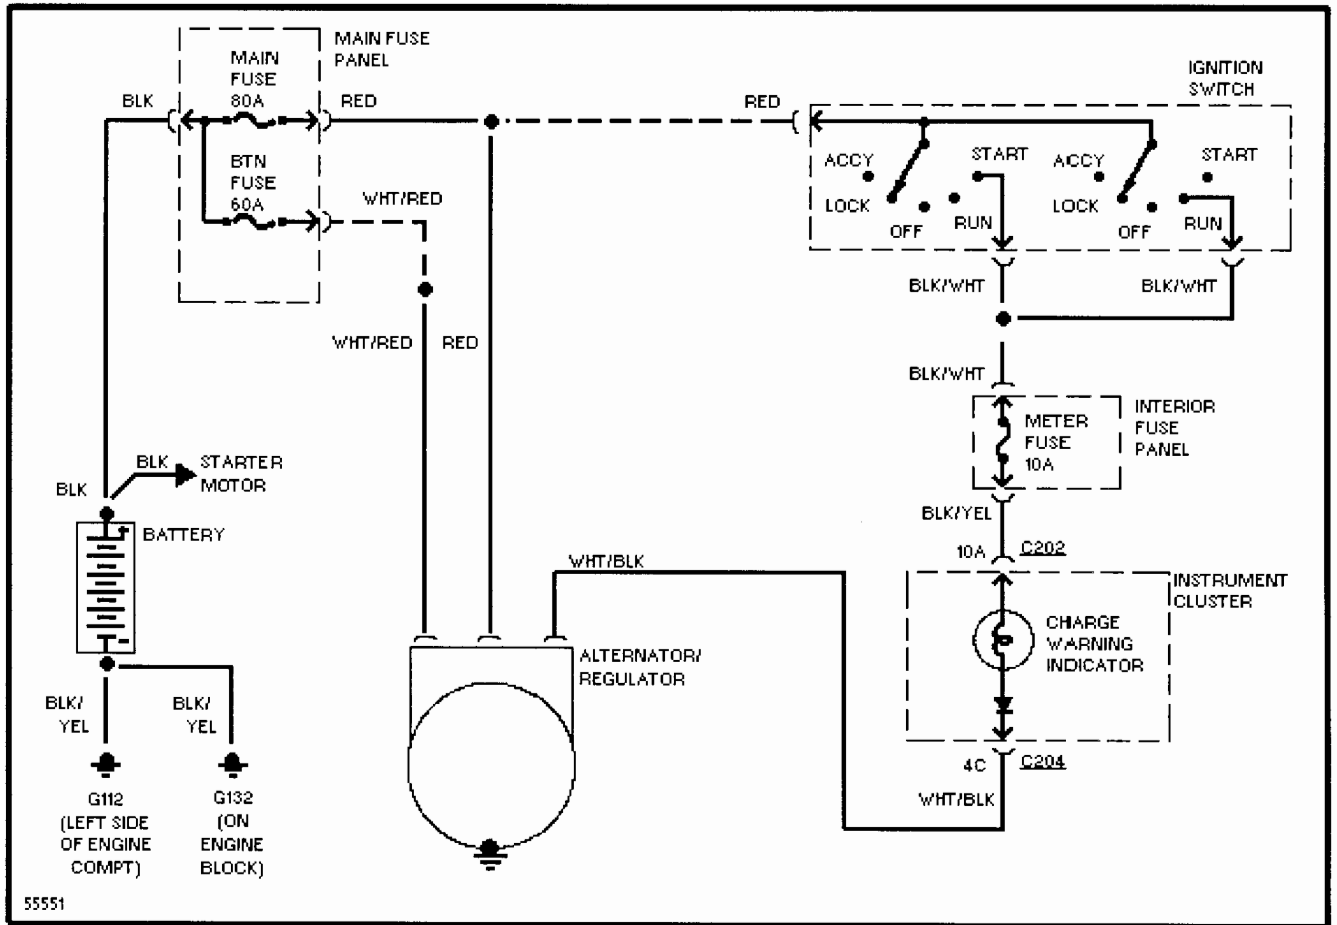 MAIN FUSE
PANEL
MAIN
FUSE
80A
BLK
RED
RED
IGNITION
SWITCH
BTN
FUSE
60A
WHT/RED
ACCY
START
ACCY
START
LOCK
OFF
RUN
LOCK
OFF
RUN
BLK/WHT
BLK/WHT
WHT/RED
RED
BLK/WHT
METER
FUSE
10A
INTERIOR
FUSE
PANEL
BLK
STARTER
MOTOR
BLK
BATTERY
+
-
BLK/YEL
10A
C202
WHT/BLK
INSTRUMENT
CLUSTER
CHARGE
WARNING
INDICATOR
ALTERNATOR/
REGULATOR
BLK/
YEL
BLK/
YEL
4C
C204
WHT/BLK
G112
(LEFT SIDE
OF ENGINE
COMPT)
G132
(ON
ENGINE
BLOCK)
55551